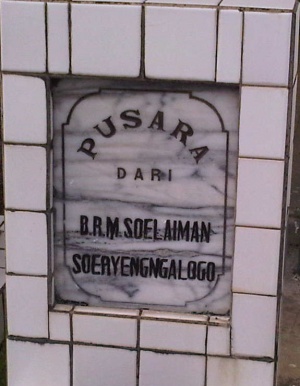 PUSARA
DARI
B.R.M. SOELAIMAN
SOERYENGNGALOGO